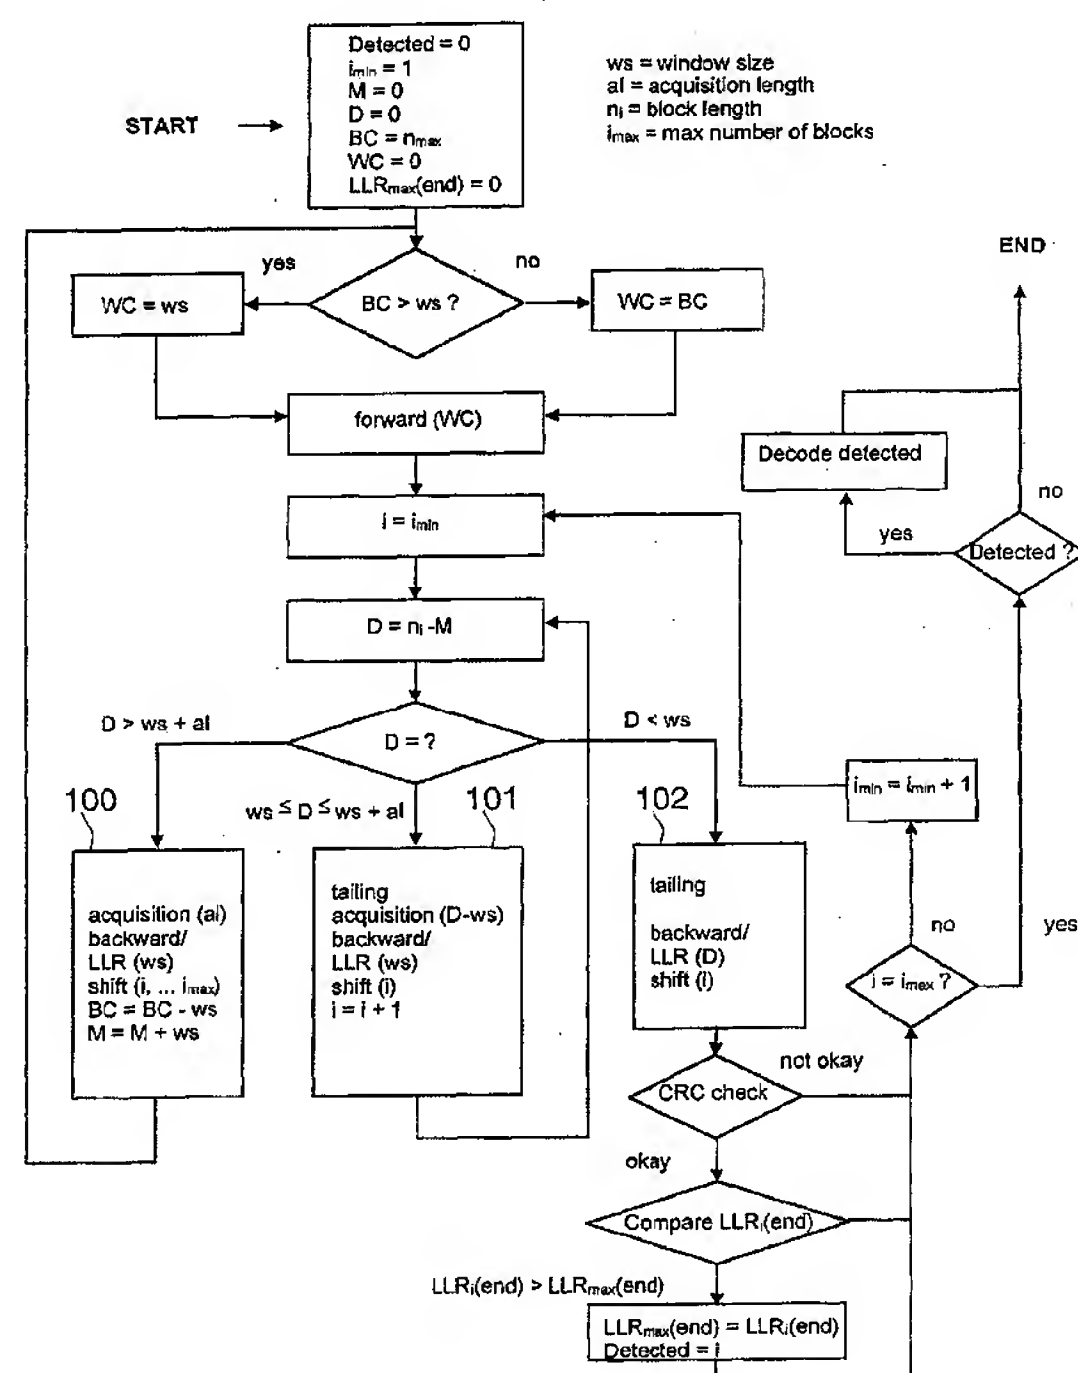 Detected = 0
imin = 1
M = 0
D = 0
BC = nmax
WC = 0
LLRmax(end) = 0
ws = window size
al = acquisition length
ni = block length
imax = max number of blocks
START
END
yes
no
WC = ws
BC > ws ?
WC = BC
forward (WC)
Decode detected
i = imin
no
yes
Detected ?
D = ni -M
D > ws + al
D = ?
D < ws
imin = imin + 1
100
ws ≤ D ≤ ws + al
101
102
acquisition (al)
backward/
LLR (ws)
shift (i, ... imax)
BC = BC - ws
M = M + ws
tailing
acquisition (D-ws)
backward/
LLR (ws)
shift (i)
i = i + 1
tailing
backward/
LLR (D)
shift (i)
no
yes
i = imax ?
not okay
CRC check
okay
Compare LLRi(end)
LLRi(end) > LLRmax(end)
LLRmax(end) = LLRi(end)
Detected = i